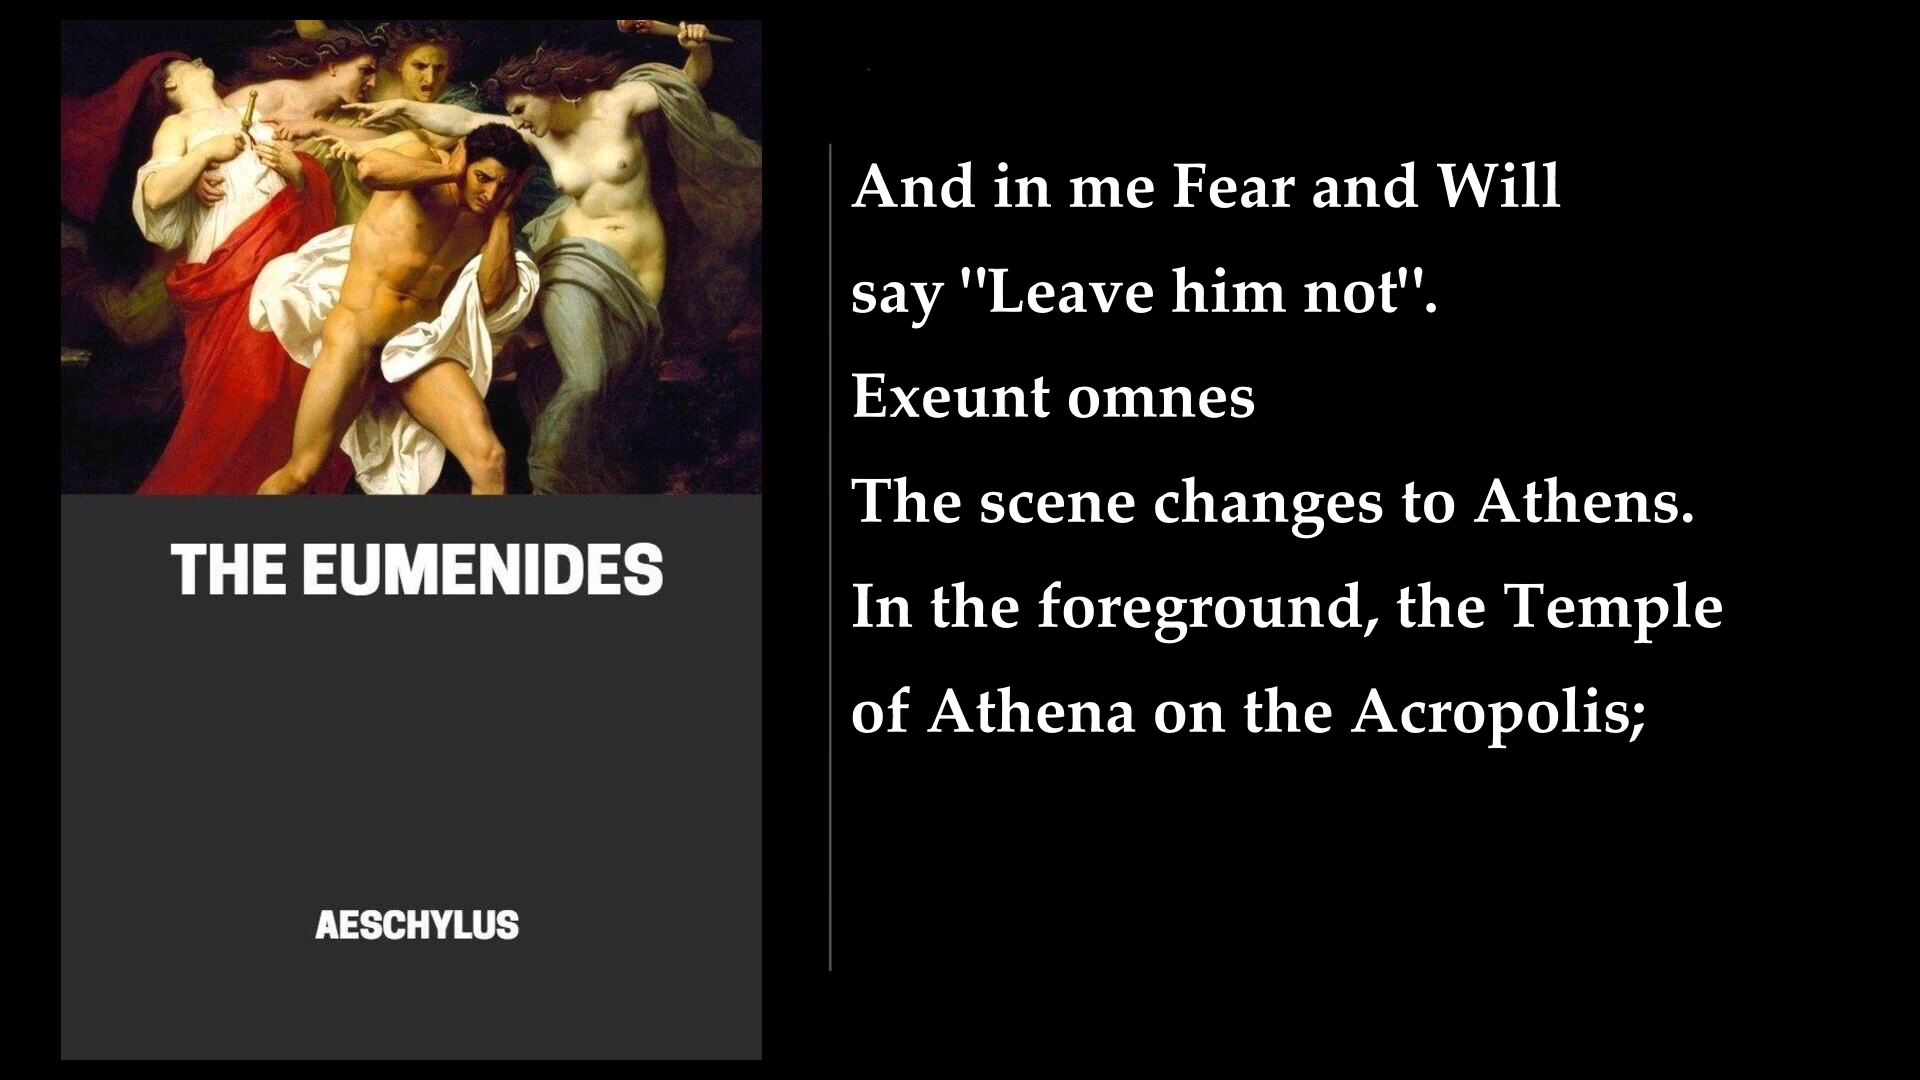 THE EUMENIDES
AESCHYLUS
And in me Fear and Will
say "Leave him not".
Exeunt omnes
The scene changes to Athens.
In the foreground, the Temple
of Athena on the Acropolis;